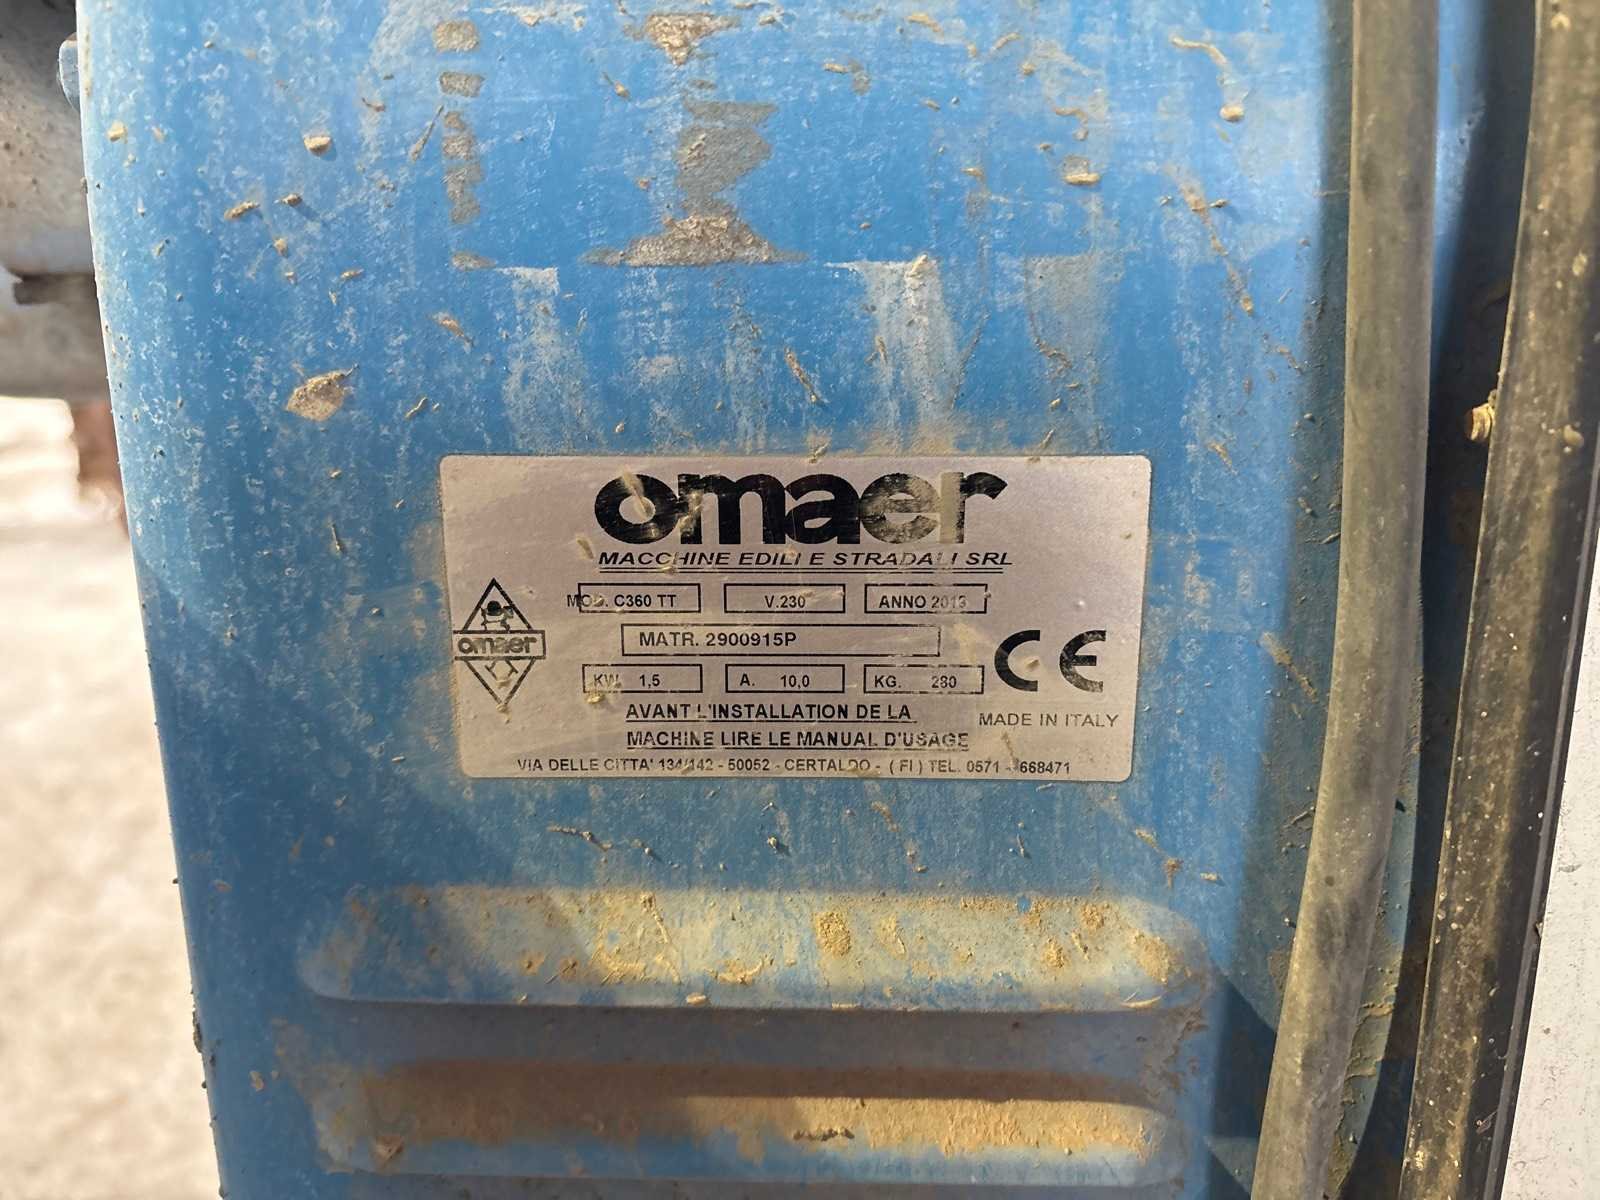 omaer
MACCHINE EDILI E STRADALI SRL
MOD. C360 TT V.230 ANNO 2013
MATR. 2900915P
omaer
KW. 1,5 A. 10,0 KG. 280
CE
AVANT L'INSTALLATION DE LA
MACHINE LIRE LE MANUAL D'USAGE
MADE IN ITALY
VIA DELLE CITTA' 134/142 - 50052 - CERTALDO - ( FI ) TEL. 0571 - 668471